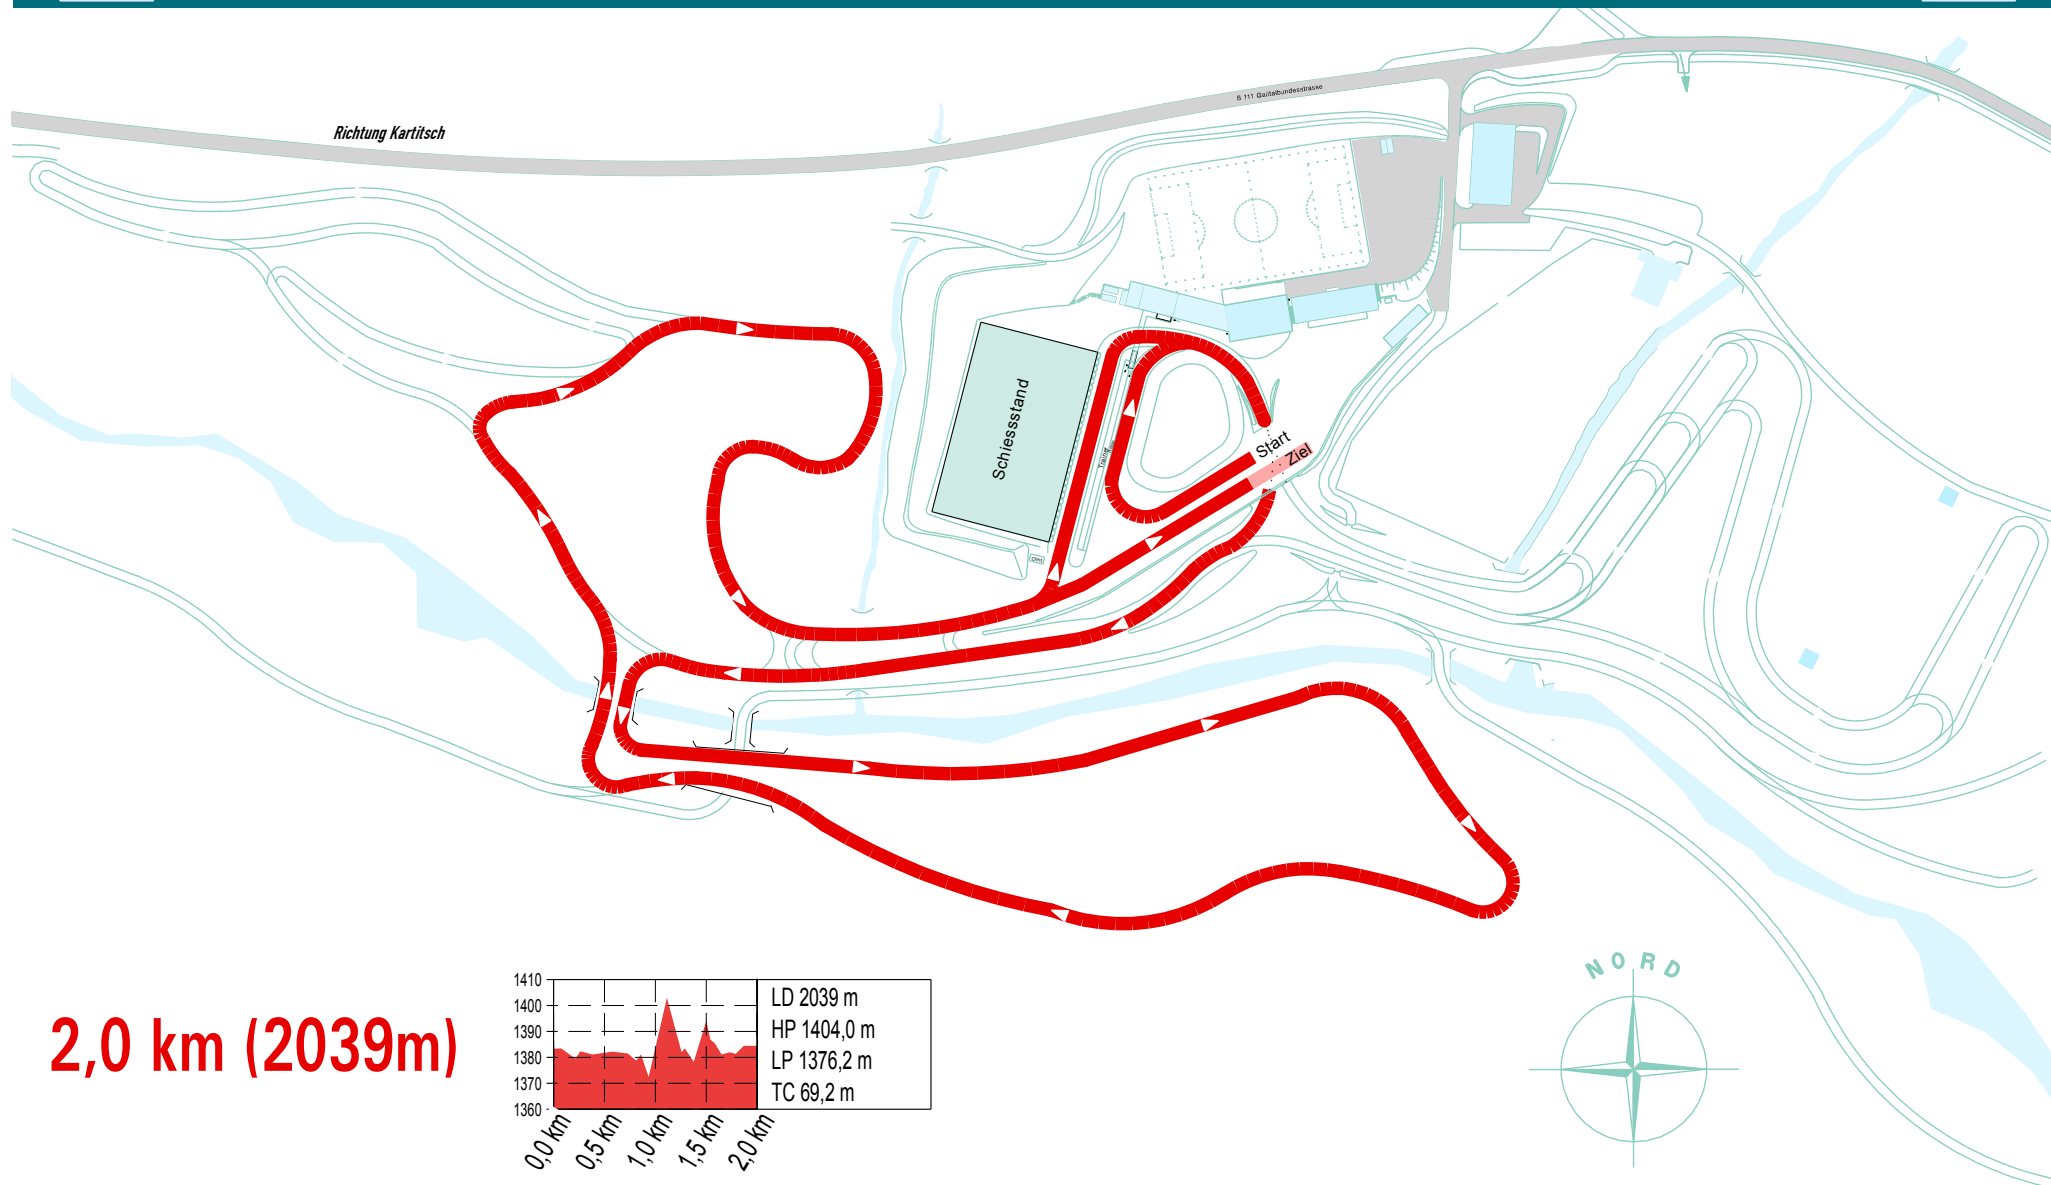 B 111 Gailtalbundesstrasse
Richtung Kartitsch
Schiessstand
Start
Ziel
NORD
2,0 km (2039m)
1410
1400
1390
1380
1370
1360
0,0 km
0,5 km
1,0 km
1,5 km
2,0 km
LD 2039 m
HP 1404,0 m
LP 1376,2 m
TC 69,2 m